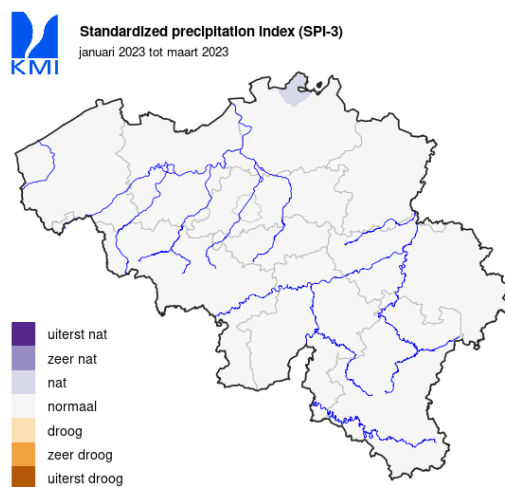 Standardized precipitation index (SPI-3)
januari 2023 tot maart 2023
KMI
uiterst nat
zeer nat
nat
normaal
droog
zeer droog
uiterst droog